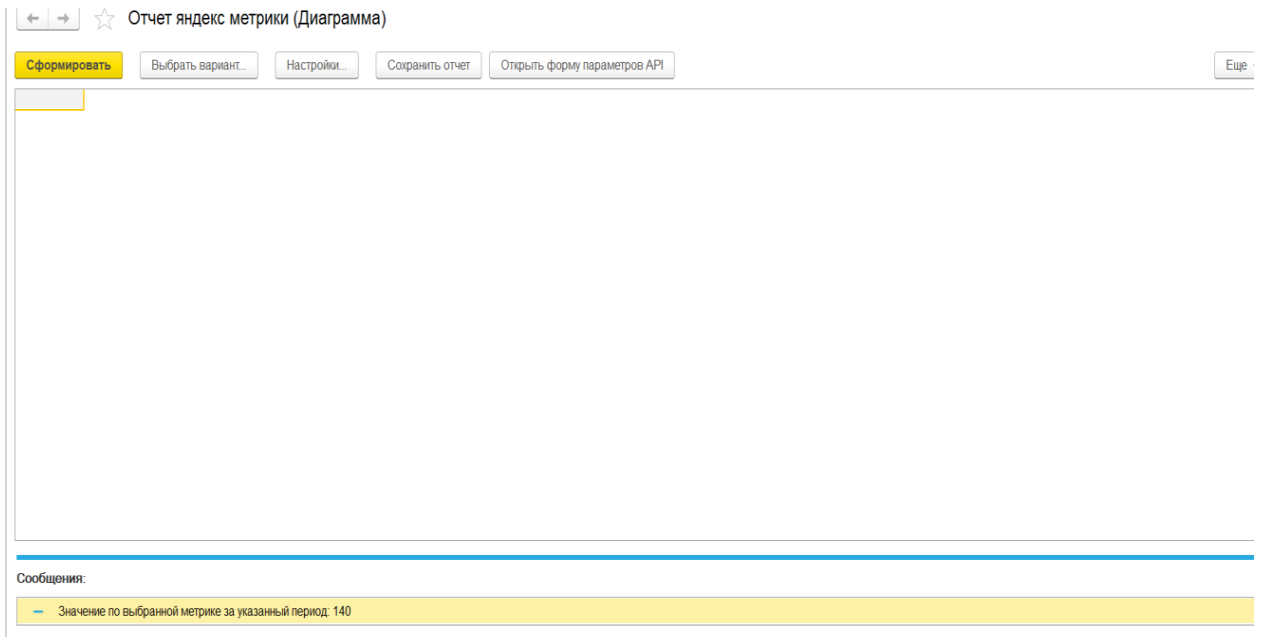 Отчет яндекс метрики (Диаграмма)
Сформировать Выбрать вариант... Настройки... Сохранить отчет Открыть форму параметров API Еще
Сообщения:
Значение по выбранной метрике за указанный период: 140